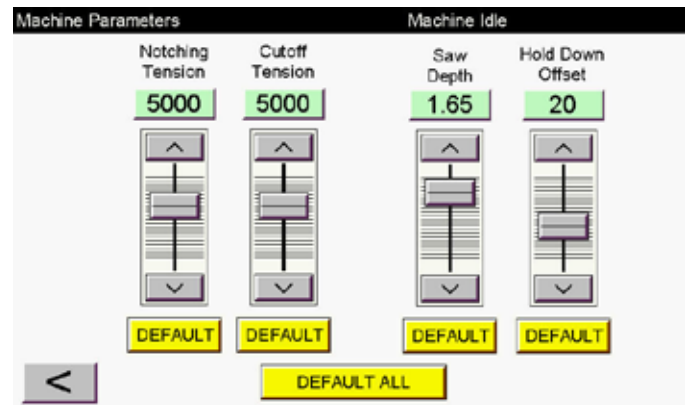 Machine Parameters Machine Idle
Notching Tension
Cutoff Tension
Saw Depth
Hold Down Offset
5000 5000 1.65 20
DEFAULT DEFAULT DEFAULT DEFAULT
< DEFAULT ALL